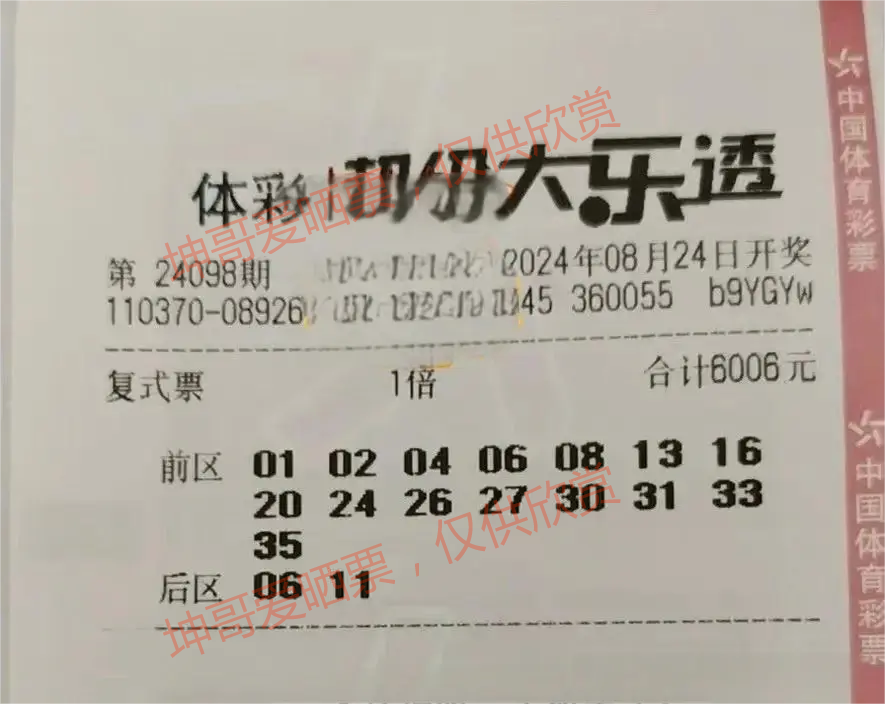 体彩 超级大乐透
第 24098期 2024年08月24日开奖
110370-08926 45 360055 b9YGYw
复式票 1倍 合计6006元
前区 01 02 04 06 08 13 16
20 24 26 27 30 31 33
35
后区 06 11
坤哥爱晒票，仅供欣赏
坤哥爱晒票，仅供欣赏
中国体育彩票
中国体育彩票